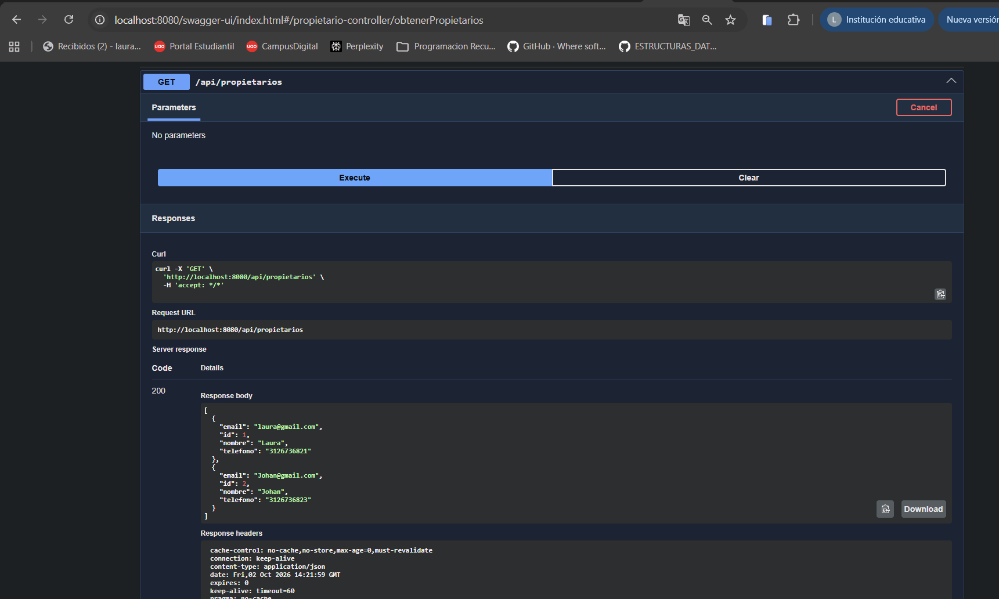 localhost:8080/swagger-ui/index.html#/propietario-controller/obtenerPropietarios
L Institución educativa
Nueva versión
Recibidos (2) - laura...
uao Portal Estudiantil
uao CampusDigital
Perplexity
Programacion Recu...
GitHub · Where soft...
ESTRUCTURAS_DAT...
GET /api/propietarios
Parameters
Cancel
No parameters
Execute
Clear
Responses
Curl
curl -X 'GET' \
'http://localhost:8080/api/propietarios' \
-H 'accept: */*'
Request URL
http://localhost:8080/api/propietarios
Server response
Code Details
200
Response body
[
{
"email": "laura@gmail.com",
"id": 1,
"nombre": "Laura",
"telefono": "3126736821"
},
{
"email": "Johan@gmail.com",
"id": 2,
"nombre": "Johan",
"telefono": "3126736823"
}
]
Download
Response headers
cache-control: no-cache,no-store,max-age=0,must-revalidate
connection: keep-alive
content-type: application/json
date: Fri,02 Oct 2026 14:21:59 GMT
expires: 0
keep-alive: timeout=60
pragma: no-cache